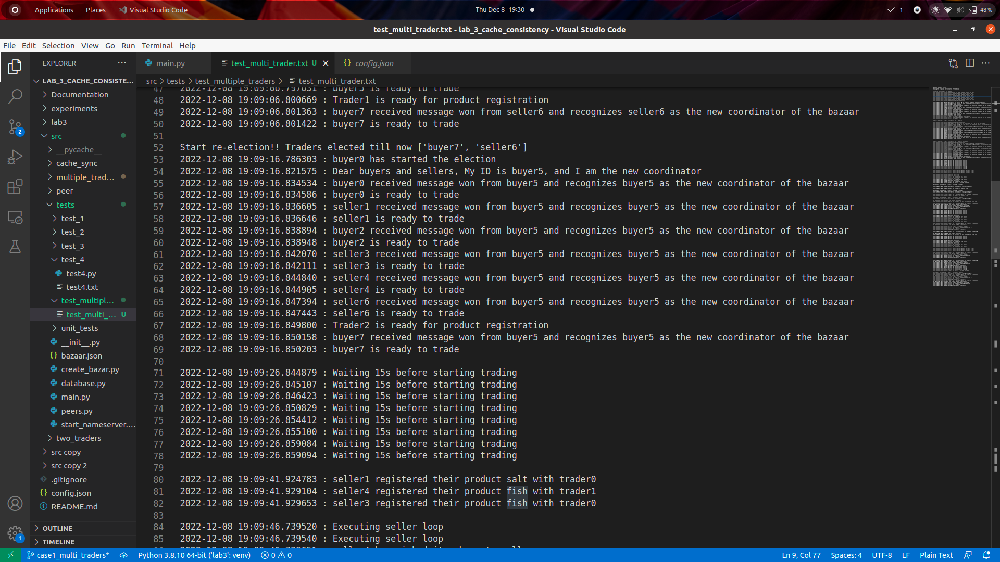 Applications Places Visual Studio Code Thu Dec 8 19:30 1 48 %
test_multi_trader.txt - lab_3_cache_consistency - Visual Studio Code
File Edit Selection View Go Run Terminal Help
EXPLORER ···
main.py
test_multi_trader.txt U
config.json
src > tests > test_multiple_traders > test_multi_trader.txt
LAB_3_CACHE_CONSISTE...
Documentation
experiments
lab3
src
__pycache__
cache_sync
multiple_trad...
peer
tests
test_1
test_2
test_3
test_4
test4.py
test4.txt
test_multipl...
test_multi_... U
unit_tests
__init__.py
bazaar.json
create_bazar.py
database.py
main.py
peers.py
start_nameserver....
two_traders
src copy
src copy 2
.gitignore
config.json
README.md
OUTLINE
TIMELINE
2
1
47 2022-12-08 19:09:06.797631 : buyer5 is ready to trade
48 2022-12-08 19:09:06.800669 : Trader1 is ready for product registration
49 2022-12-08 19:09:06.801363 : buyer7 received message won from seller6 and recognizes seller6 as the new coordinator of the bazaar
50 2022-12-08 19:09:06.801422 : buyer7 is ready to trade
51
52 Start re-election!! Traders elected till now ['buyer7', 'seller6']
53 2022-12-08 19:09:16.786303 : buyer0 has started the election
54 2022-12-08 19:09:16.821575 : Dear buyers and sellers, My ID is buyer5, and I am the new coordinator
55 2022-12-08 19:09:16.834534 : buyer0 received message won from buyer5 and recognizes buyer5 as the new coordinator of the bazaar
56 2022-12-08 19:09:16.834586 : buyer0 is ready to trade
57 2022-12-08 19:09:16.836605 : seller1 received message won from buyer5 and recognizes buyer5 as the new coordinator of the bazaar
58 2022-12-08 19:09:16.836646 : seller1 is ready to trade
59 2022-12-08 19:09:16.838894 : buyer2 received message won from buyer5 and recognizes buyer5 as the new coordinator of the bazaar
60 2022-12-08 19:09:16.838948 : buyer2 is ready to trade
61 2022-12-08 19:09:16.842070 : seller3 received message won from buyer5 and recognizes buyer5 as the new coordinator of the bazaar
62 2022-12-08 19:09:16.842111 : seller3 is ready to trade
63 2022-12-08 19:09:16.844840 : seller4 received message won from buyer5 and recognizes buyer5 as the new coordinator of the bazaar
64 2022-12-08 19:09:16.844905 : seller4 is ready to trade
65 2022-12-08 19:09:16.847394 : seller6 received message won from buyer5 and recognizes buyer5 as the new coordinator of the bazaar
66 2022-12-08 19:09:16.847443 : seller6 is ready to trade
67 2022-12-08 19:09:16.849800 : Trader2 is ready for product registration
68 2022-12-08 19:09:16.850158 : buyer7 received message won from buyer5 and recognizes buyer5 as the new coordinator of the bazaar
69 2022-12-08 19:09:16.850203 : buyer7 is ready to trade
70
71 2022-12-08 19:09:26.844879 : Waiting 15s before starting trading
72 2022-12-08 19:09:26.845107 : Waiting 15s before starting trading
73 2022-12-08 19:09:26.846423 : Waiting 15s before starting trading
74 2022-12-08 19:09:26.850829 : Waiting 15s before starting trading
75 2022-12-08 19:09:26.854412 : Waiting 15s before starting trading
76 2022-12-08 19:09:26.855100 : Waiting 15s before starting trading
77 2022-12-08 19:09:26.859084 : Waiting 15s before starting trading
78 2022-12-08 19:09:26.859094 : Waiting 15s before starting trading
79
80 2022-12-08 19:09:41.924783 : seller1 registered their product salt with trader0
81 2022-12-08 19:09:41.929104 : seller4 registered their product fish with trader1
82 2022-12-08 19:09:41.929653 : seller3 registered their product fish with trader0
83
84 2022-12-08 19:09:46.739520 : Executing seller loop
85 2022-12-08 19:09:46.739540 : Executing seller loop
case1_multi_traders* Python 3.8.10 64-bit ('lab3': venv) 0 0 Ln 9, Col 77 Spaces: 4 UTF-8 LF Plain Text